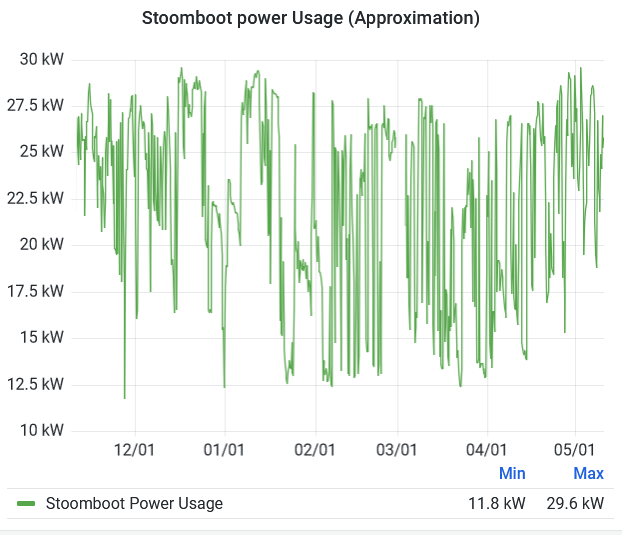 Stoomboot power Usage (Approximation)
30 kW
27.5 kW
25 kW
22.5 kW
20 kW
17.5 kW
15 kW
12.5 kW
10 kW
12/01 01/01 02/01 03/01 04/01 05/01
Min Max
Stoomboot Power Usage 11.8 kW 29.6 kW